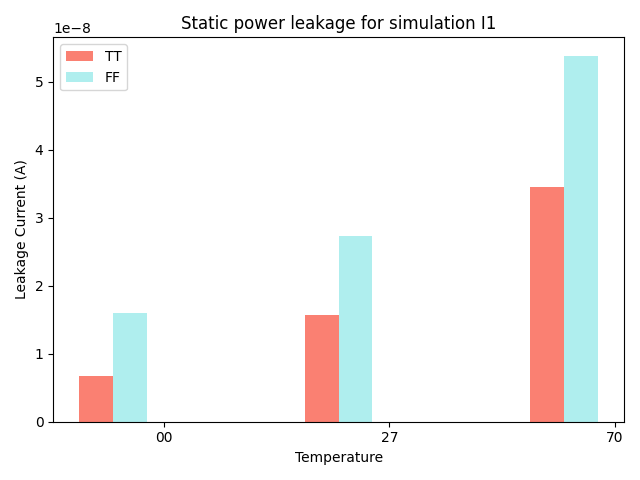 Static power leakage for simulation I1
1e−8
TT
FF
5
4
3
2
1
0
Leakage Current (A)
00
27
70
Temperature